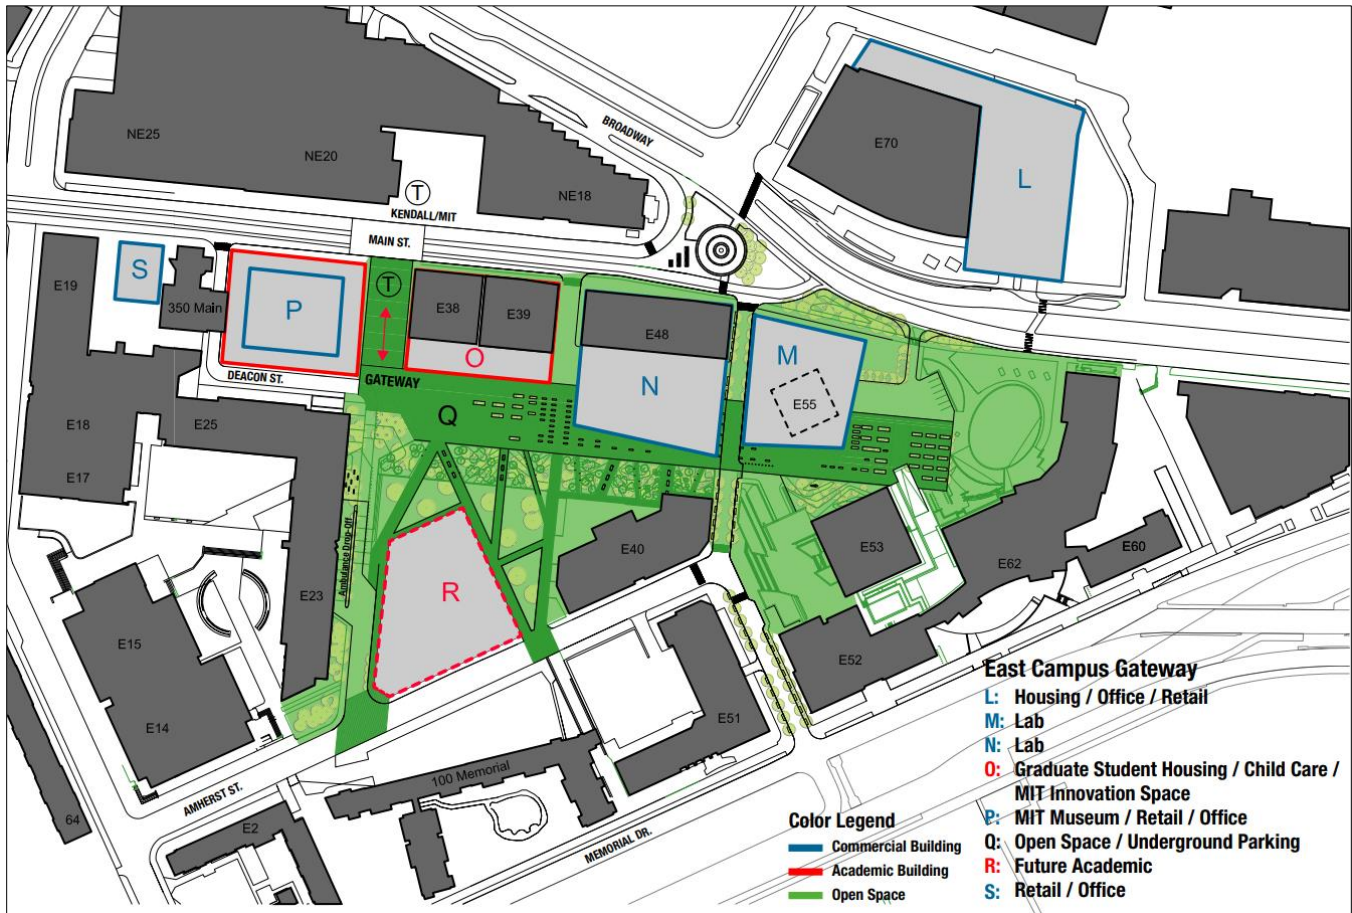 BROADWAY
NE25
NE20
NE18
E70
L
T
KENDALL/MIT
MAIN ST.
S
E19
350 Main
P
T
E38
E39
O
E48
N
M
E55
DEACON ST.
GATEWAY
Q
E18
E25
E17
Ambulance Drop-Off
E40
E53
E62
E60
E23
R
E15
E14
E52
E51
100 Memorial
AMHERST ST.
64
E2
MEMORIAL DR.
East Campus Gateway
L: Housing / Office / Retail
M: Lab
N: Lab
O: Graduate Student Housing / Child Care /
MIT Innovation Space
P: MIT Museum / Retail / Office
Q: Open Space / Underground Parking
R: Future Academic
S: Retail / Office
Color Legend
Commercial Building
Academic Building
Open Space